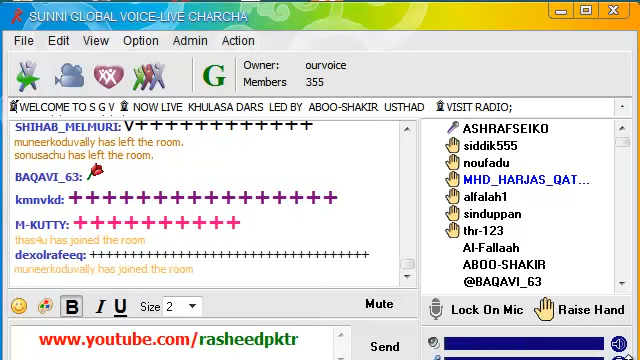 SUNNI GLOBAL VOICE-LIVE CHARCHA
File Edit View Option Admin Action
G
Owner: ourvoice
Members 355
WELCOME TO S G V NOW LIVE KHULASA DARS LED BY ABOO-SHAKIR USTHAD VISIT RADIO;
SHIHAB_MELMURI: V++++++++++++
muneerkoduvally has left the room.
sonusachu has left the room.
BAQAVI_63:
kmnvkd: ++++++++++++++++
M-KUTTY: ++++++++++
thas4u has joined the room
dexolrafeeq: +++++++++++++++++++++++++++++++++++
muneerkoduvally has joined the room
ASHRAFSEIKO
siddik555
noufadu
MHD_HARJAS_QAT...
alfalah1
sinduppan
thr-123
Al-Fallaah
ABOO-SHAKIR
@BAQAVI_63
B I U Size 2 Mute
Lock On Mic Raise Hand
www.youtube.com/rasheedpktr
Send